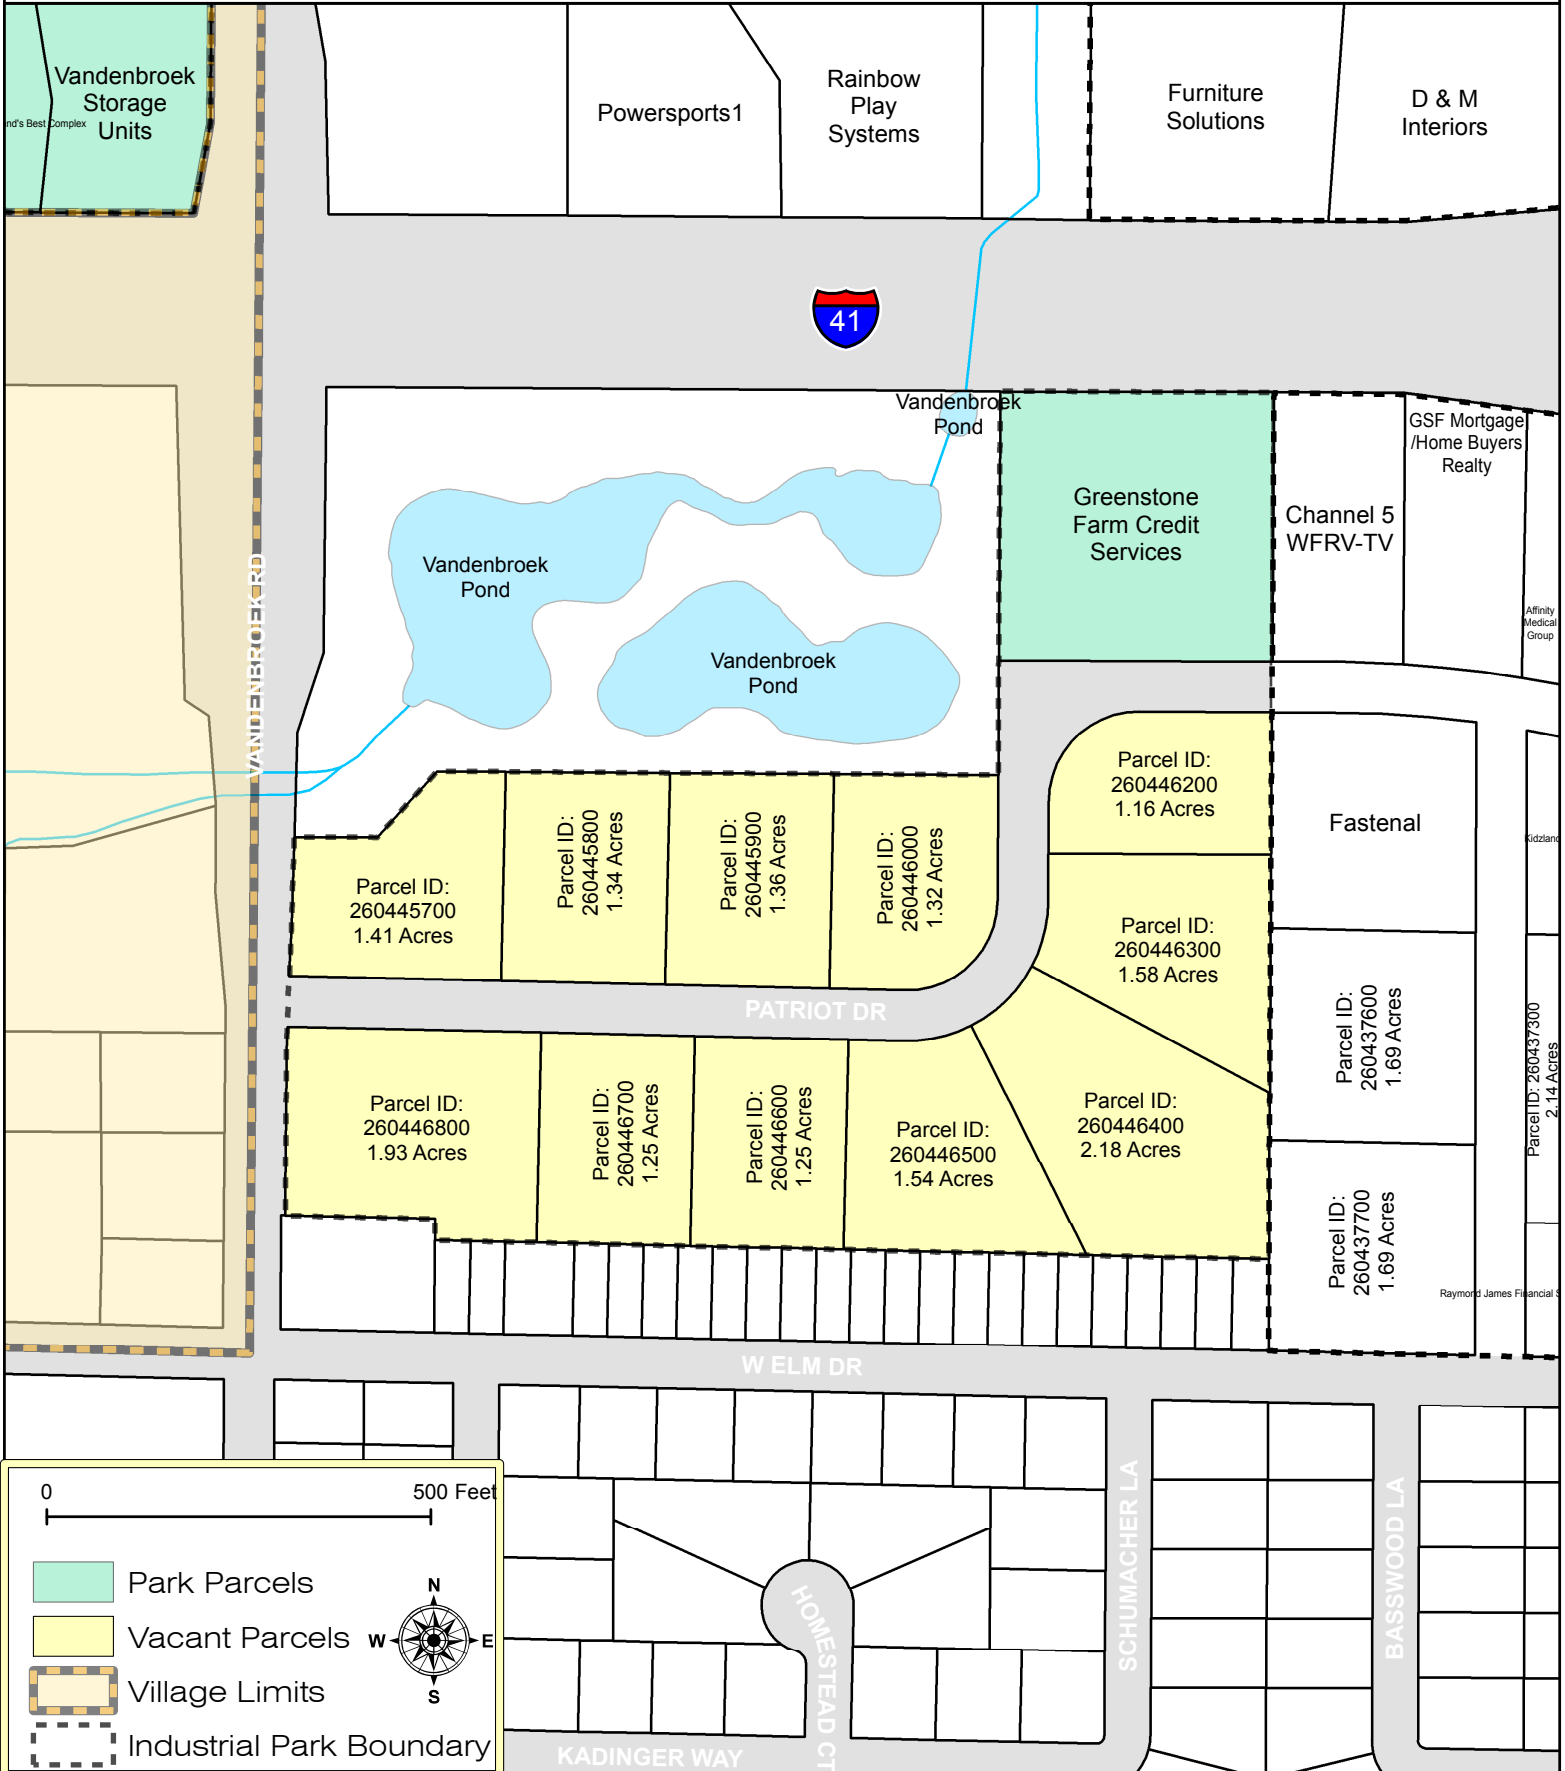 Vandenbroek
Storage
Units
nd's Best Complex
Powersports1
Rainbow
Play
Systems
Furniture
Solutions
D & M
Interiors
41
Vandenbroek
Pond
Greenstone
Farm Credit
Services
Channel 5
WFRV-TV
GSF Mortgage
/Home Buyers
Realty
Affinity
Medical
Group
Vandenbroek
Pond
Vandenbroek
Pond
VANDENBROEK RD
Parcel ID:
260446200
1.16 Acres
Fastenal
Kidzland
Parcel ID:
260445700
1.41 Acres
Parcel ID:
260445800
1.34 Acres
Parcel ID:
260445900
1.36 Acres
Parcel ID:
260446000
1.32 Acres
Parcel ID:
260446300
1.58 Acres
PATRIOT DR
Parcel ID:
260437600
1.69 Acres
Parcel ID: 260437300
2.14 Acres
Parcel ID:
260446800
1.93 Acres
Parcel ID:
260446700
1.25 Acres
Parcel ID:
260446600
1.25 Acres
Parcel ID:
260446500
1.54 Acres
Parcel ID:
260446400
2.18 Acres
Parcel ID:
260437700
1.69 Acres
Raymond James Financial S
W ELM DR
SCHUMACHER LA
BASSWOOD LA
HOMESTEAD CT
KADINGER WAY
0 500 Feet
Park Parcels
Vacant Parcels
Village Limits
Industrial Park Boundary
N
W E
S